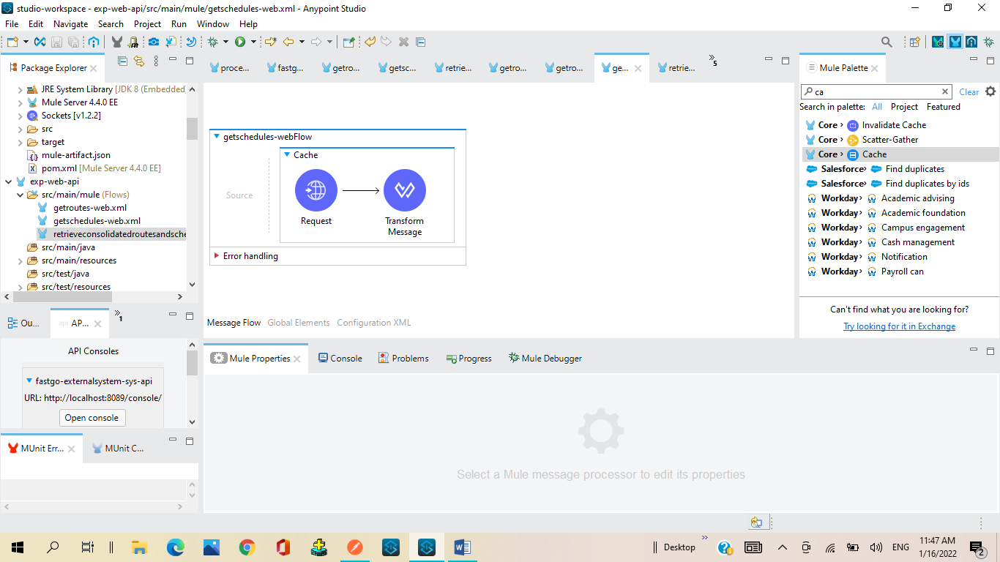 studio-workspace - exp-web-api/src/main/mule/getschedules-web.xml - Anypoint Studio
File Edit Navigate Search Project Run Window Help
Package Explorer
JRE System Library [JDK 8 (Embedded
Mule Server 4.4.0 EE
Sockets [v1.2.2]
src
target
mule-artifact.json
pom.xml [Mule Server 4.4.0 EE]
exp-web-api
src/main/mule (Flows)
getroutes-web.xml
getschedules-web.xml
retrieveconsolidatedroutesandsche
src/main/java
src/main/resources
src/test/java
src/test/resources
Ou...
AP...
1
API Consoles
fastgo-externalsystem-sys-api
URL: http://localhost:8089/console/
Open console
MUnit Err...
MUnit C...
proce...
fastg...
getro...
getsc...
retrie...
getro...
getro...
ge...
retrie...
5
getschedules-webFlow
Source
Cache
Request
Transform
Message
Error handling
Message Flow Global Elements Configuration XML
Mule Properties
Console
Problems
Progress
Mule Debugger
Select a Mule message processor to edit its properties
Mule Palette
ca
Clear
Search in palette: All Project Featured
Core > Invalidate Cache
Core > Scatter-Gather
Core > Cache
Salesforce> Find duplicates
Salesforce> Find duplicates by ids
Workday> Academic advising
Workday> Academic foundation
Workday> Campus engagement
Workday> Cash management
Workday> Notification
Workday> Payroll can
Can't find what you are looking for?
Try looking for it in Exchange
Desktop
ENG
11:47 AM
1/16/2022
2